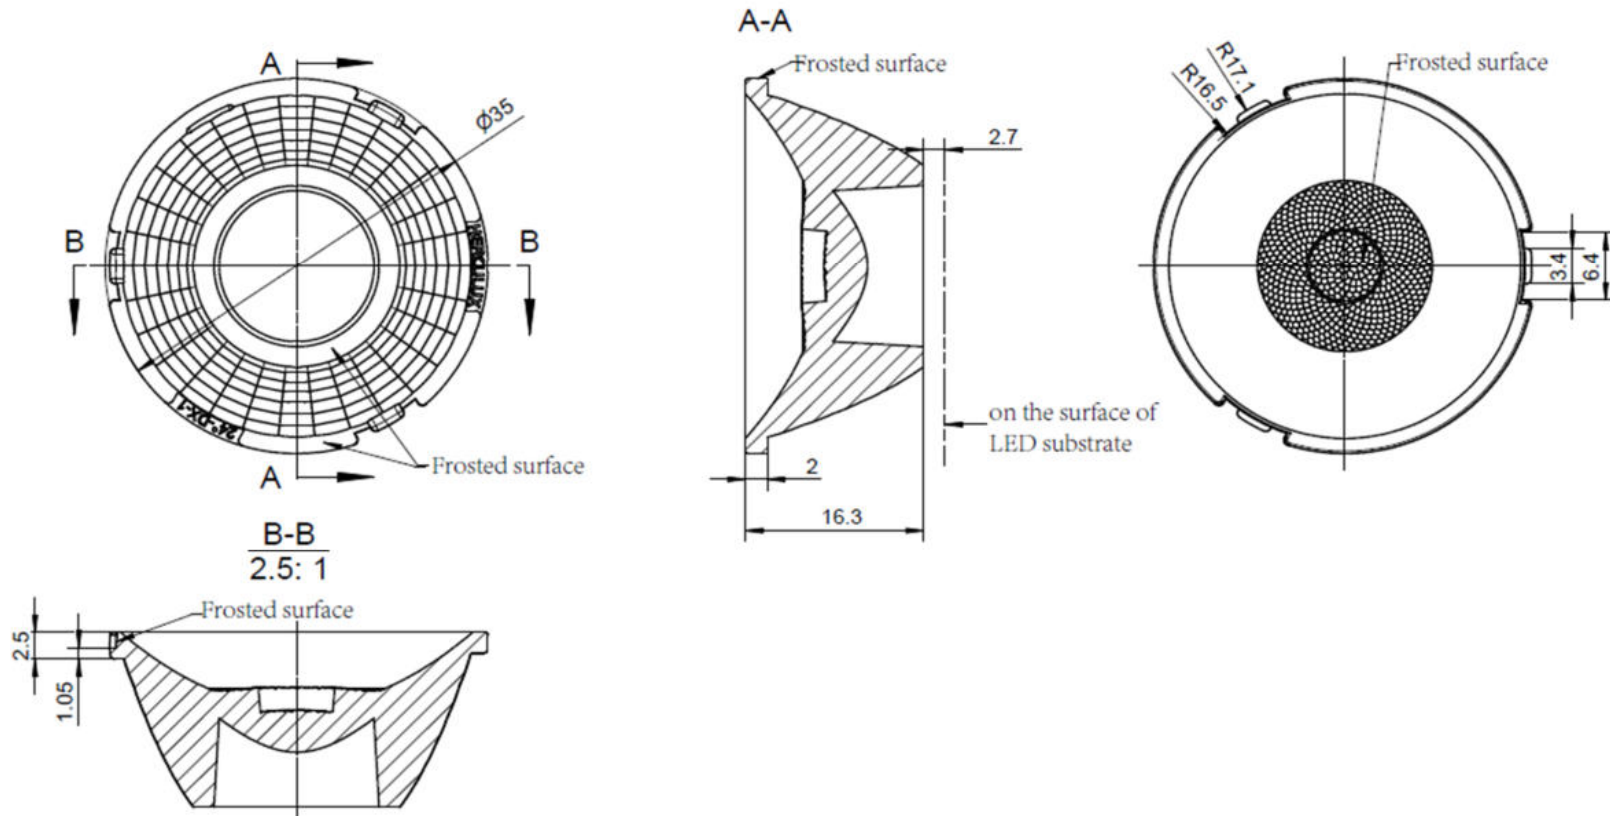 A
Ø35
B
B
HERCULUX
24°-DX-1
A
Frosted surface
A-A
Frosted surface
2.7
on the surface of
LED substrate
2
16.3
R17.1
R16.5
Frosted surface
3.4
6.4
B-B
2.5: 1
Frosted surface
2.5
1.05